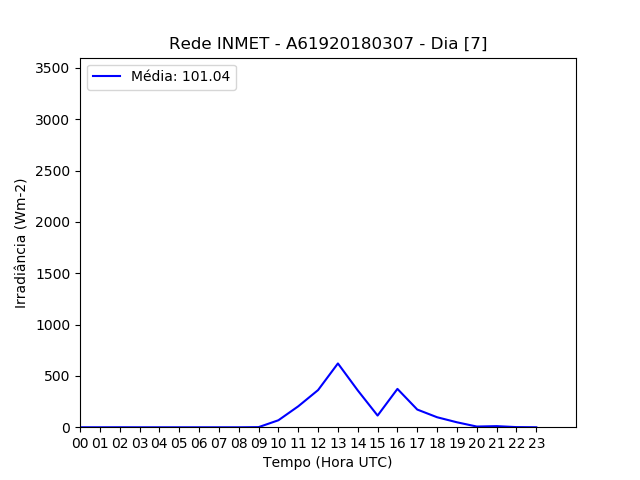 Rede INMET - A61920180307 - Dia [7]
Média: 101.04
Irradiância (Wm-2)
3500
3000
2500
2000
1500
1000
500
0
00 01 02 03 04 05 06 07 08 09 10 11 12 13 14 15 16 17 18 19 20 21 22 23
Tempo (Hora UTC)